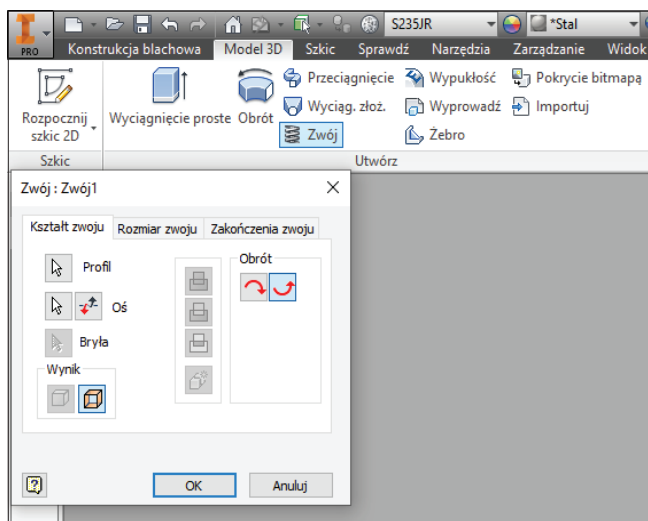 S235JR *Stal
PRO Konstrukcja blachowa Model 3D Szkic Sprawdź Narzędzia Zarządzanie Widok
Rozpocznij szkic 2D
Wyciągnięcie proste
Obrót
Przeciągnięcie
Wyciąg. złoż.
Zwój
Wypukłość
Wyprowadź
Żebro
Pokrycie bitmapą
Importuj
Szkic Utwórz
Zwój : Zwój1
Kształt zwoju Rozmiar zwoju Zakończenia zwoju
Profil
Oś
Bryła
Wynik
Obrót
OK Anuluj